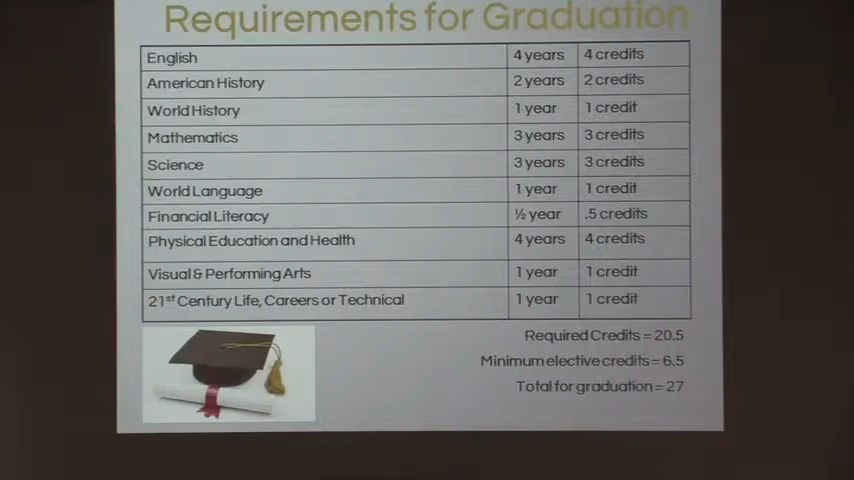 Requirements for Graduation
English 4 years 4 credits
American History 2 years 2 credits
World History 1 year 1 credit
Mathematics 3 years 3 credits
Science 3 years 3 credits
World Language 1 year 1 credit
Financial Literacy ½ year .5 credits
Physical Education and Health 4 years 4 credits
Visual & Performing Arts 1 year 1 credit
21st Century Life, Careers or Technical 1 year 1 credit
Required Credits = 20.5
Minimum elective credits = 6.5
Total for graduation = 27